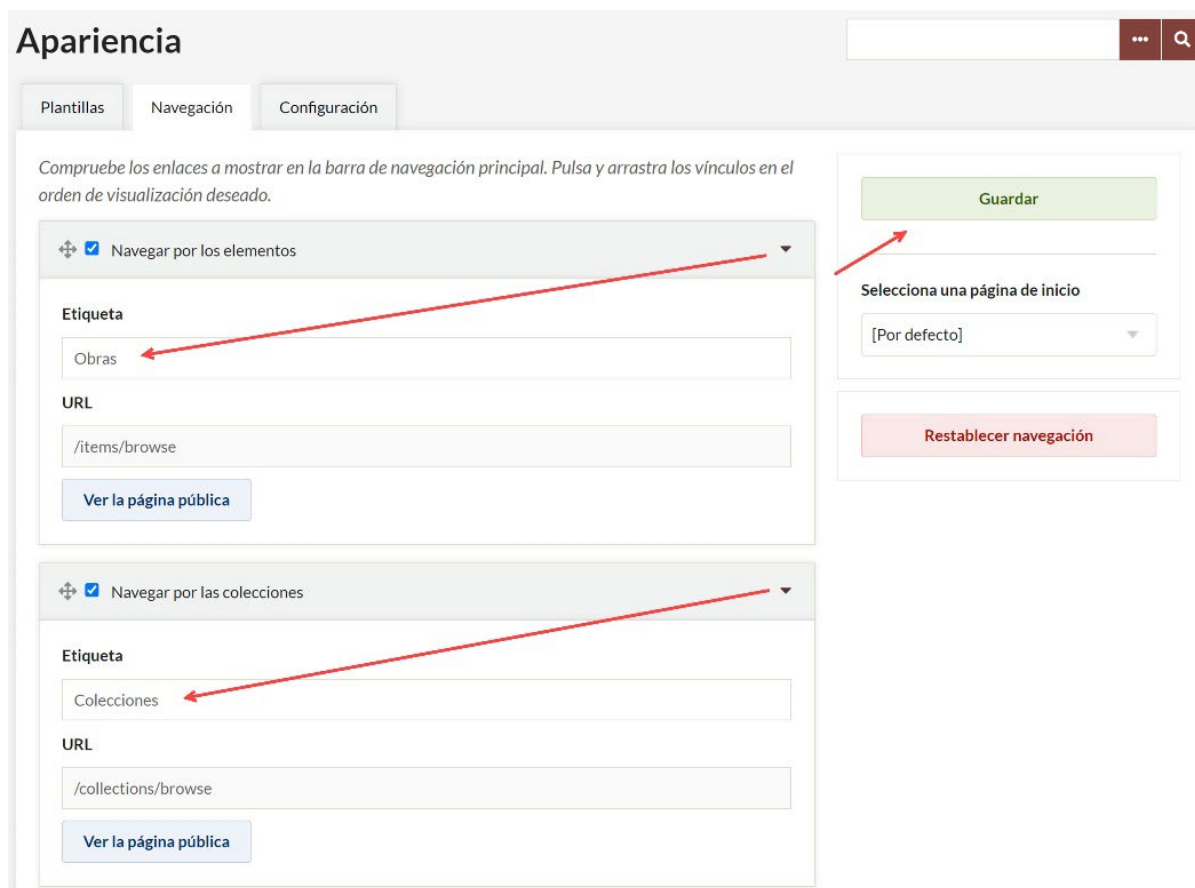 Apariencia
Plantillas
Navegación
Configuración
Compruebe los enlaces a mostrar en la barra de navegación principal. Pulsa y arrastra los vínculos en el
orden de visualización deseado.
Navegar por los elementos
Etiqueta
Obras
URL
/items/browse
Ver la página pública
Navegar por las colecciones
Etiqueta
Colecciones
URL
/collections/browse
Ver la página pública
Guardar
Selecciona una página de inicio
[Por defecto]
Restablecer navegación